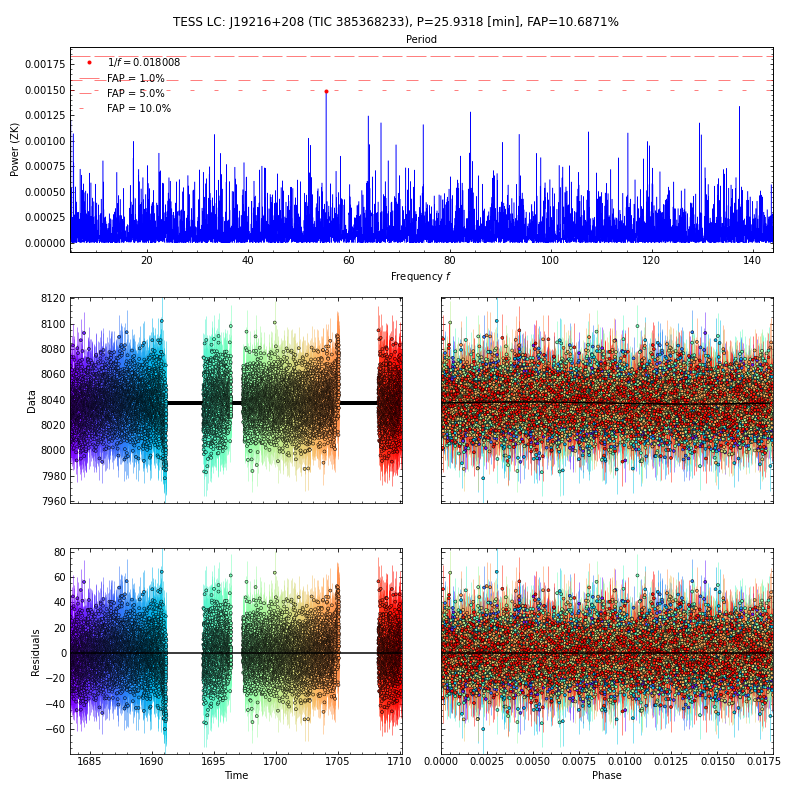 TESS LC: J19216+208 (TIC 385368233), P=25.9318 [min], FAP=10.6871%
Period
1/f = 0.018008
FAP = 1.0%
FAP = 5.0%
FAP = 10.0%
Power (ZK)
0.00175
0.00150
0.00125
0.00100
0.00075
0.00050
0.00025
0.00000
20 40 60 80 100 120 140
Frequency f
Data
8120
8100
8080
8060
8040
8020
8000
7980
7960
Residuals
80
60
40
20
0
−20
−40
−60
1685 1690 1695 1700 1705 1710
Time
0.0000 0.0025 0.0050 0.0075 0.0100 0.0125 0.0150 0.0175
Phase